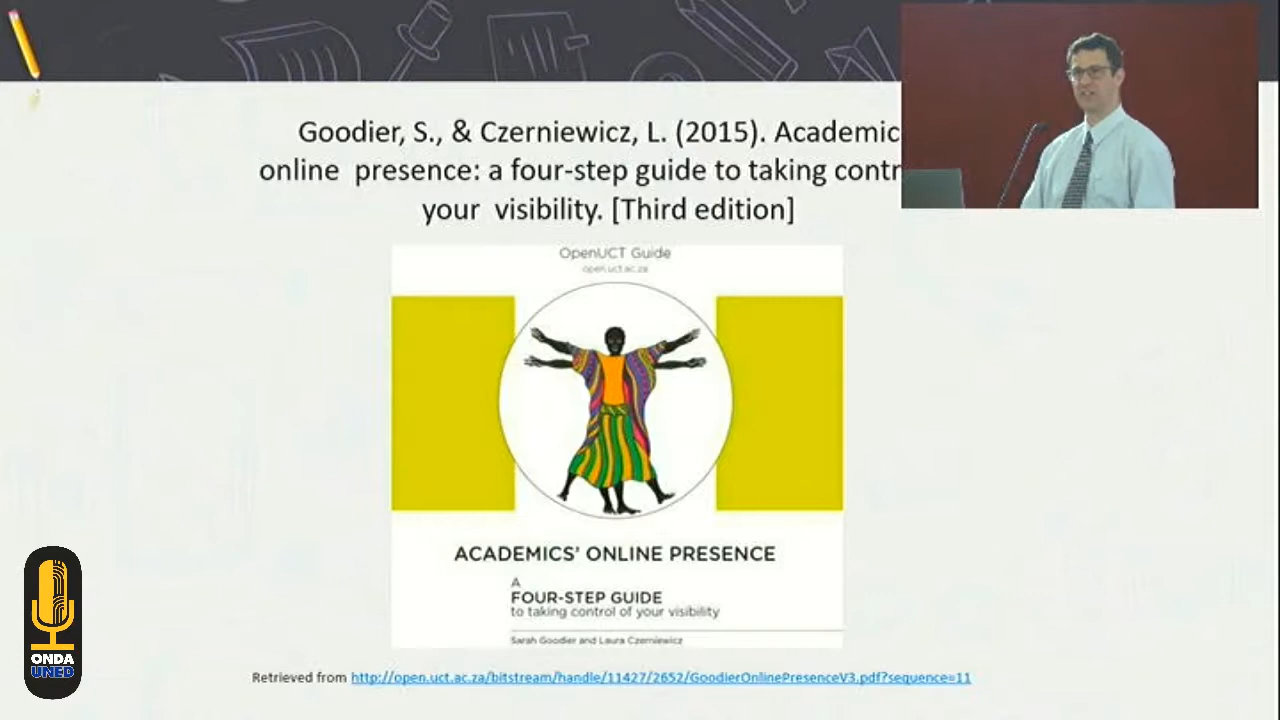 Goodier, S., & Czerniewicz, L. (2015). Academic
online presence: a four-step guide to taking contr
your visibility. [Third edition]
OpenUCT Guide
open.uct.ac.za
ACADEMICS' ONLINE PRESENCE
A
FOUR-STEP GUIDE
to taking control of your visibility
Sarah Goodier and Laura Czerniewicz
ONDA
UNED
Retrieved from http://open.uct.ac.za/bitstream/handle/11427/2652/GoodierOnlinePresenceV3.pdf?sequence=11